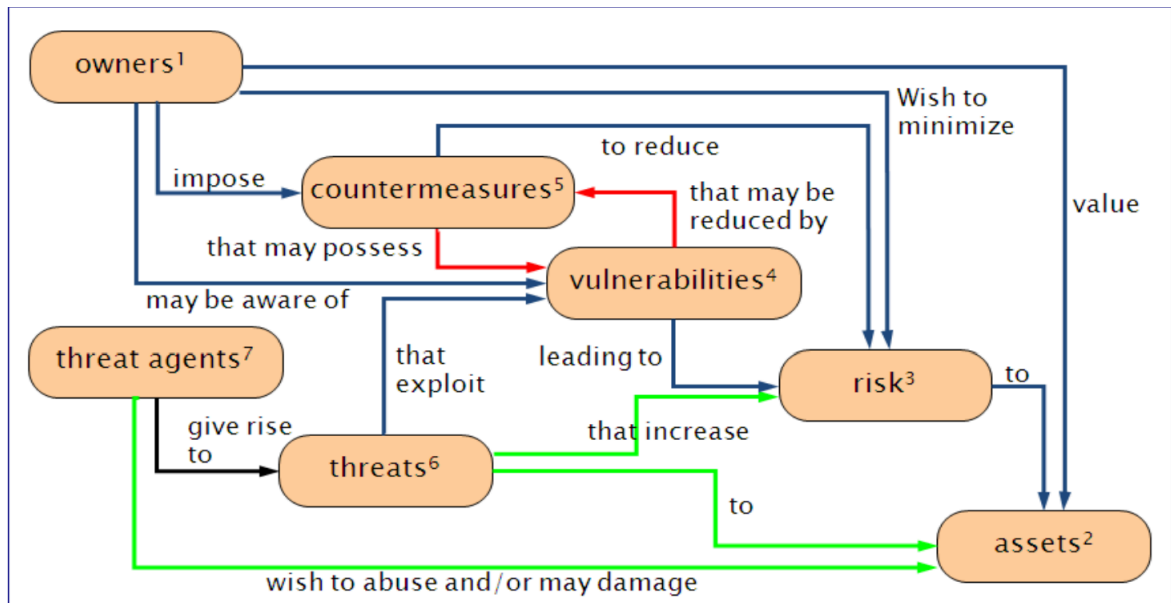 owners¹
Wish to
minimize
to reduce
impose
countermeasures⁵
that may be
reduced by
value
that may possess
vulnerabilities⁴
may be aware of
threat agents⁷
that
exploit
leading to
risk³
to
give rise
to
that increase
threats⁶
to
assets²
wish to abuse and/or may damage